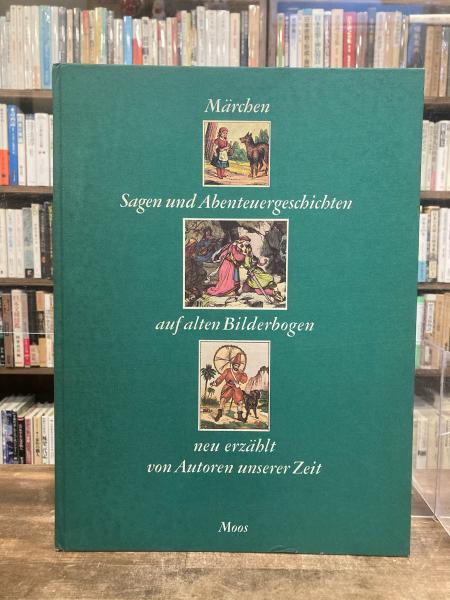 Märchen
Sagen und Abenteuergeschichten
auf alten Bilderbogen
neu erzählt
von Autoren unserer Zeit
Moos